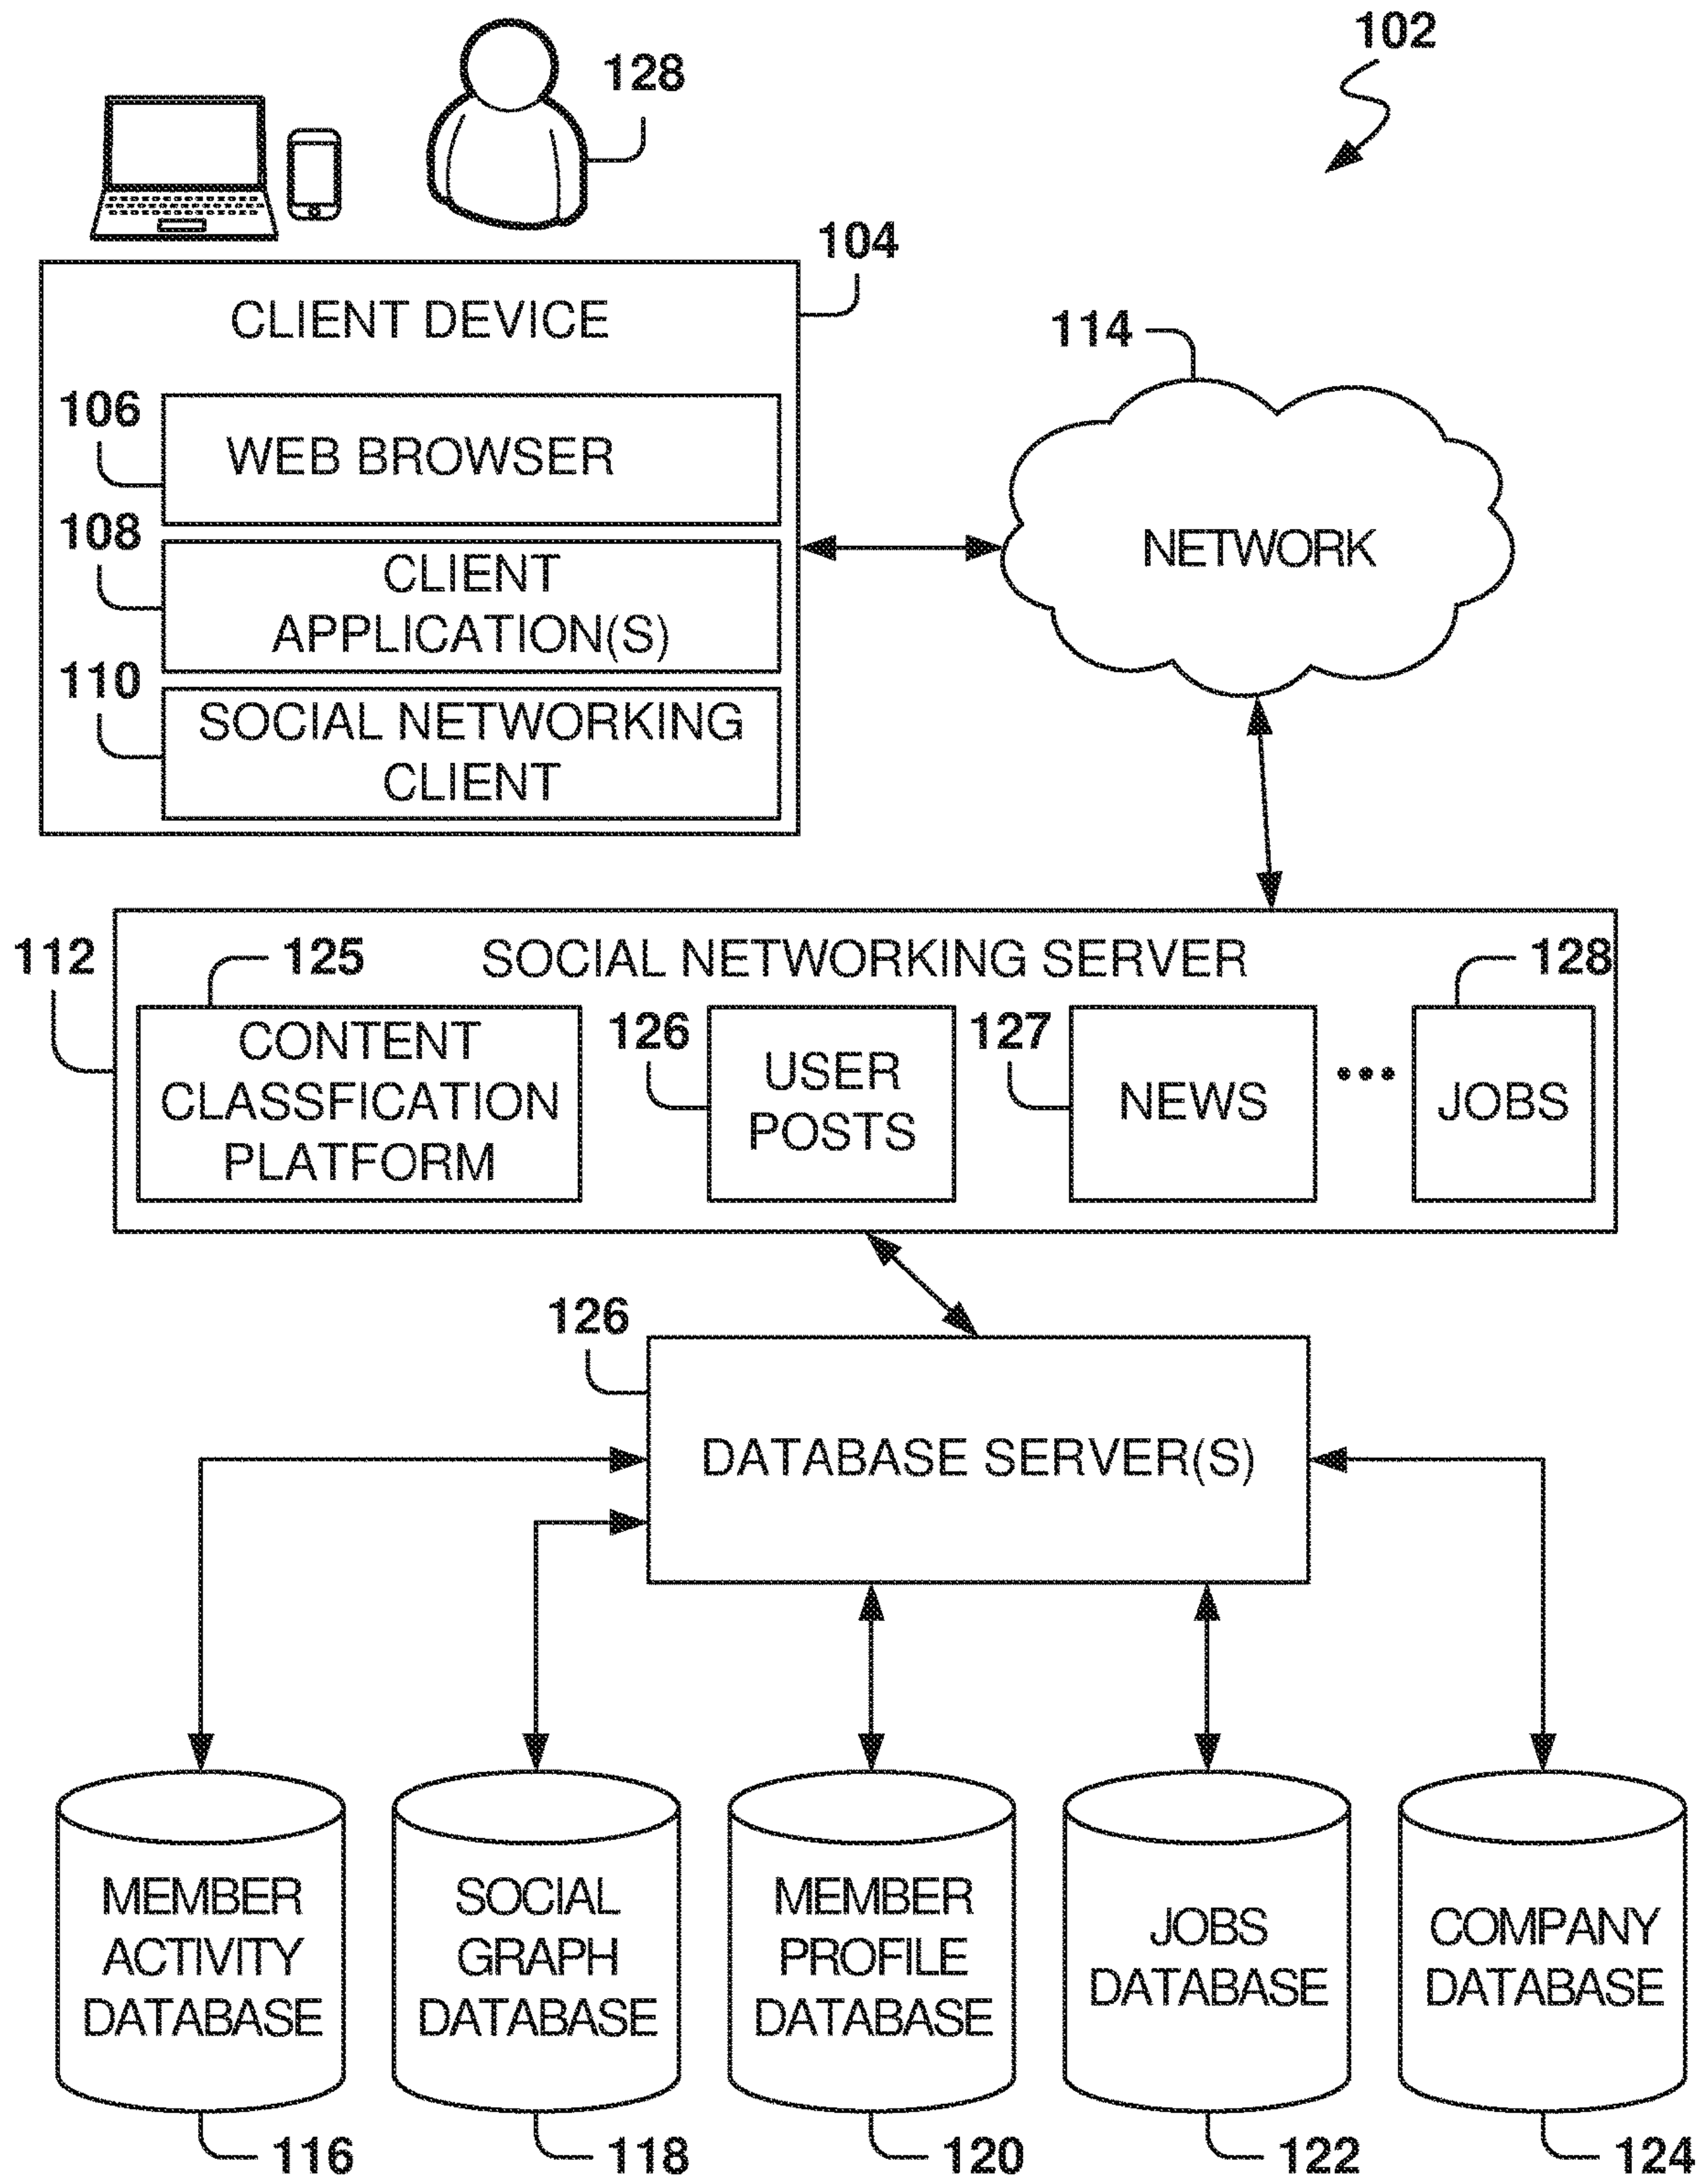 102
128
104
CLIENT DEVICE
114
106
WEB BROWSER
108
CLIENT
APPLICATION(S)
NETWORK
110
SOCIAL NETWORKING
CLIENT
112
125
SOCIAL NETWORKING SERVER
128
CONTENT
CLASSFICATION
PLATFORM
126
USER
POSTS
127
NEWS
•••
JOBS
126
DATABASE SERVER(S)
MEMBER
ACTIVITY
DATABASE
SOCIAL
GRAPH
DATABASE
MEMBER
PROFILE
DATABASE
JOBS
DATABASE
COMPANY
DATABASE
116
118
120
122
124